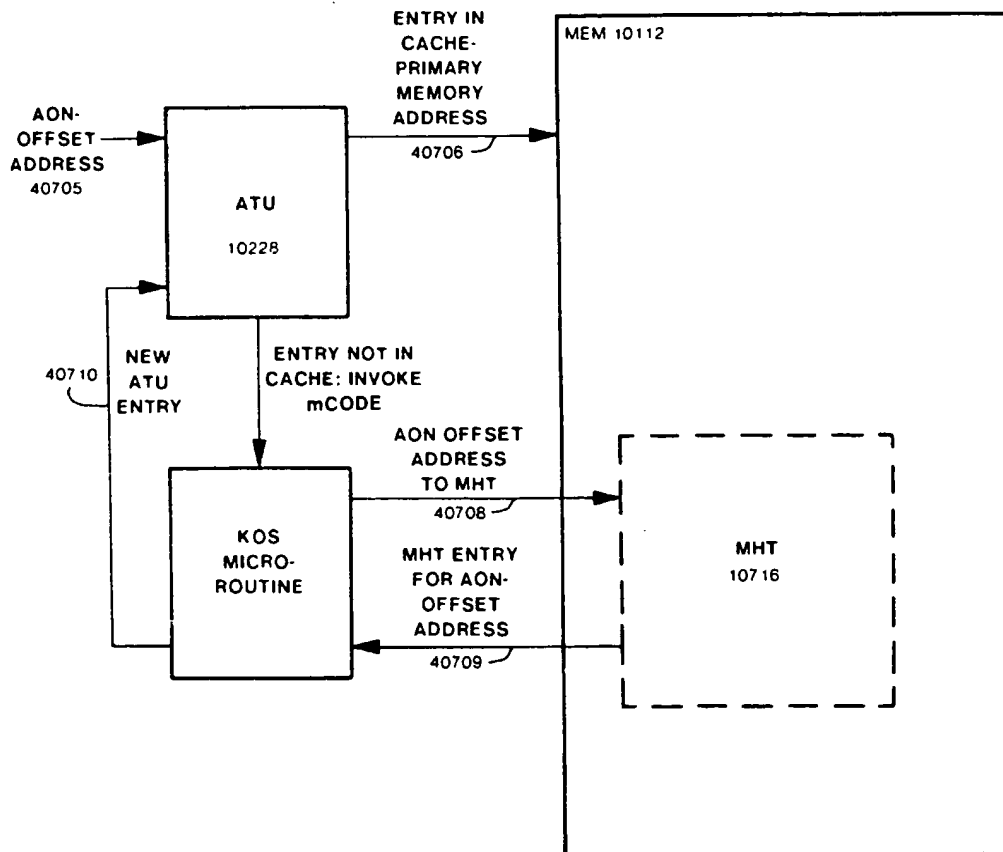 ENTRY IN
CACHE-
PRIMARY
MEMORY
ADDRESS
40706
MEM 10112
AON-
OFFSET
ADDRESS
40705
ATU
10228
40710
NEW
ATU
ENTRY
ENTRY NOT IN
CACHE: INVOKE
mCODE
AON OFFSET
ADDRESS
TO MHT
40708
KOS
MICRO-
ROUTINE
MHT ENTRY
FOR AON-
OFFSET
ADDRESS
40709
MHT
10716